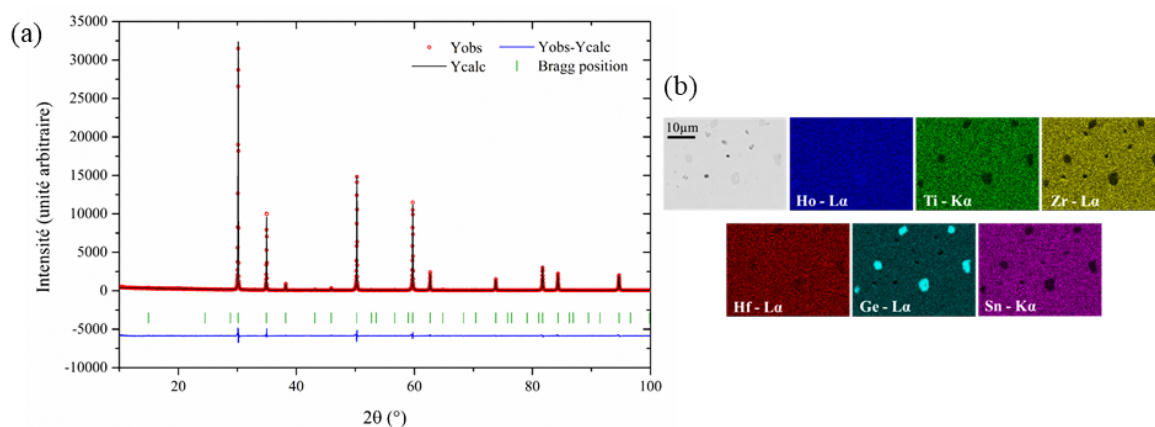 (a)
35000
30000
25000
20000
15000
10000
5000
0
-5000
-10000
Intensité (unité arbitraire)
Yobs
Yobs-Ycalc
Ycalc
Bragg position
20
40
60
80
100
2θ (°)
(b)
10µm
Ho - Lα
Ti - Kα
Zr - Lα
Hf - Lα
Ge - Lα
Sn - Kα